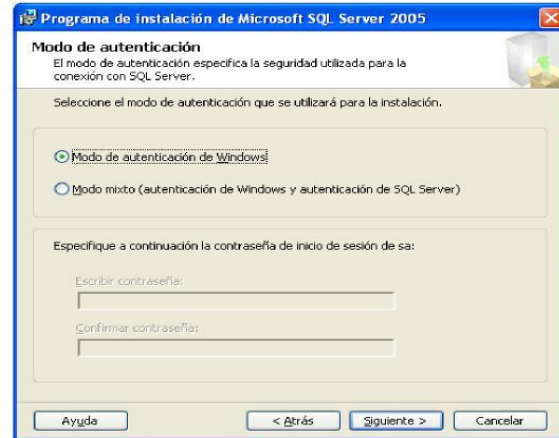 Programa de instalación de Microsoft SQL Server 2005
Modo de autenticación
El modo de autenticación especifica la seguridad utilizada para la
conexión con SQL Server.
Seleccione el modo de autenticación que se utilizará para la instalación.
Modo de autenticación de Windows
Modo mixto (autenticación de Windows y autenticación de SQL Server)
Especifique a continuación la contraseña de inicio de sesión de sa:
Escribir contraseña:
Confirmar contraseña:
Ayuda
< Atrás
Siguiente >
Cancelar